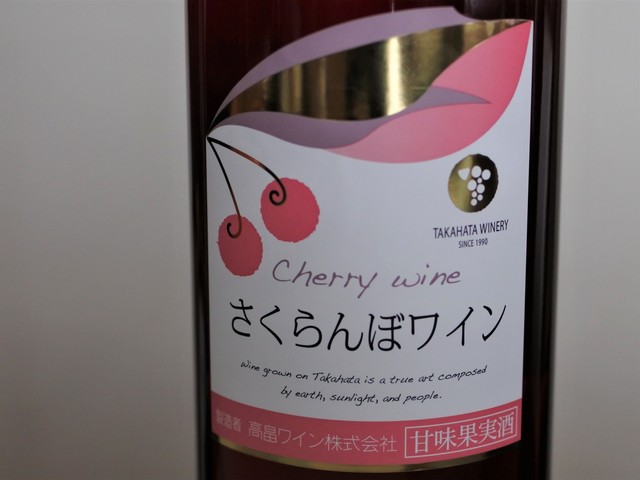 TAKAHATA WINERY
SINCE 1990
Cherry wine
さくらんぼワイン
Wine grown on Takahata is a true art composed
by earth, sunlight, and people.
製造者 高畠ワイン株式会社 甘味果実酒